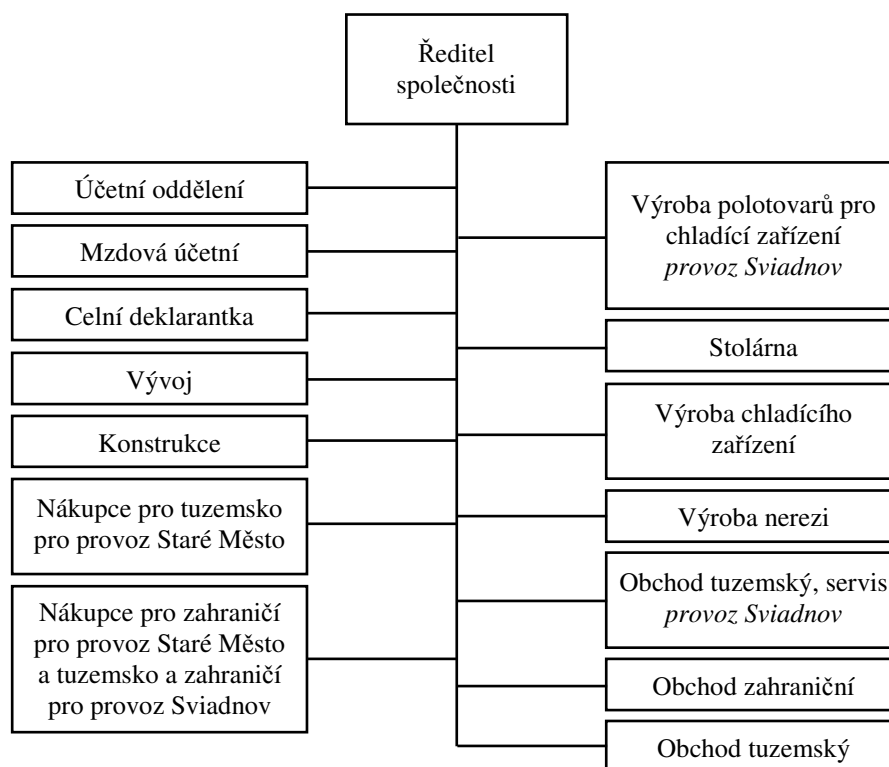 Ředitel
společnosti
Účetní oddělení
Mzdová účetní
Celní deklarantka
Vývoj
Konstrukce
Nákupce pro tuzemsko
pro provoz Staré Město
Nákupce pro zahraničí
pro provoz Staré Město
a tuzemsko a zahraničí
pro provoz Sviadnov
Výroba polotovarů pro
chladící zařízení
provoz Sviadnov
Stolárna
Výroba chladícího
zařízení
Výroba nerezi
Obchod tuzemský, servis
provoz Sviadnov
Obchod zahraniční
Obchod tuzemský